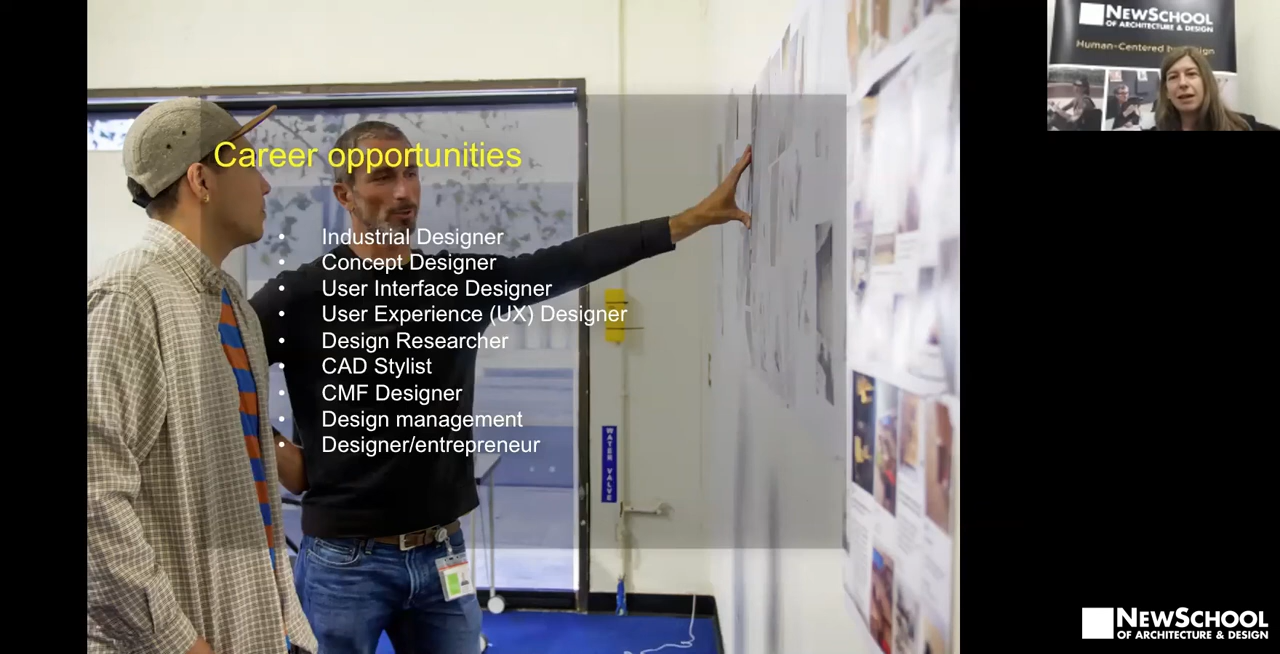 NEWSCHOOL
OF ARCHITECTURE & DESIGN
Human-Centered by Design
Career opportunities
• Industrial Designer
• Concept Designer
• User Interface Designer
• User Experience (UX) Designer
• Design Researcher
• CAD Stylist
• CMF Designer
• Design management
• Designer/entrepreneur
WATER VALVE
NEWSCHOOL
OF ARCHITECTURE & DESIGN